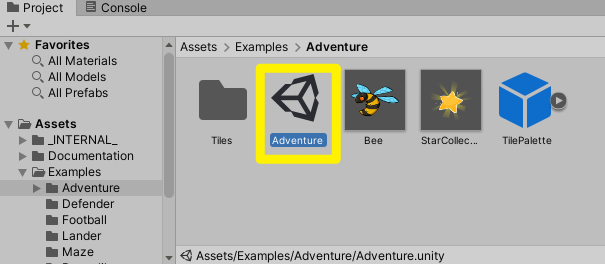 Project
Console
Favorites
All Materials
All Models
All Prefabs
Assets
_INTERNAL_
Documentation
Examples
Adventure
Defender
Football
Lander
Maze
Assets > Examples > Adventure
Tiles
Adventure
Bee
StarCollec...
TilePalette
Assets/Examples/Adventure/Adventure.unity